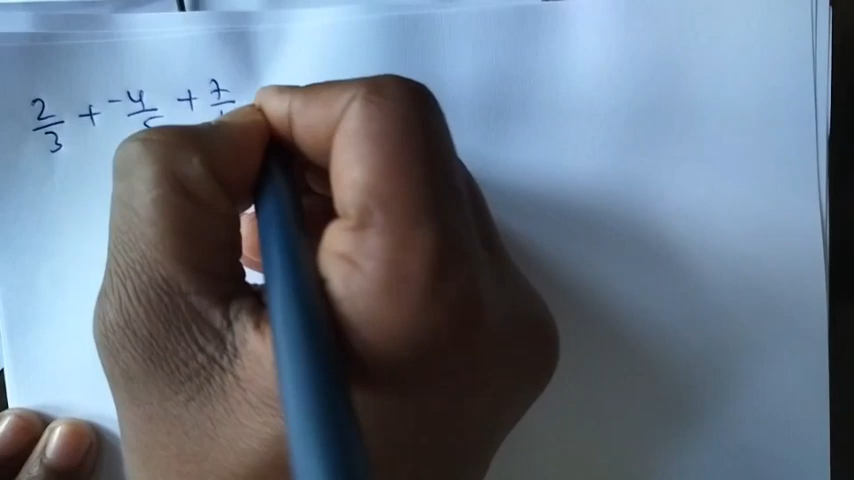 2/3 + -4/5 + 7/